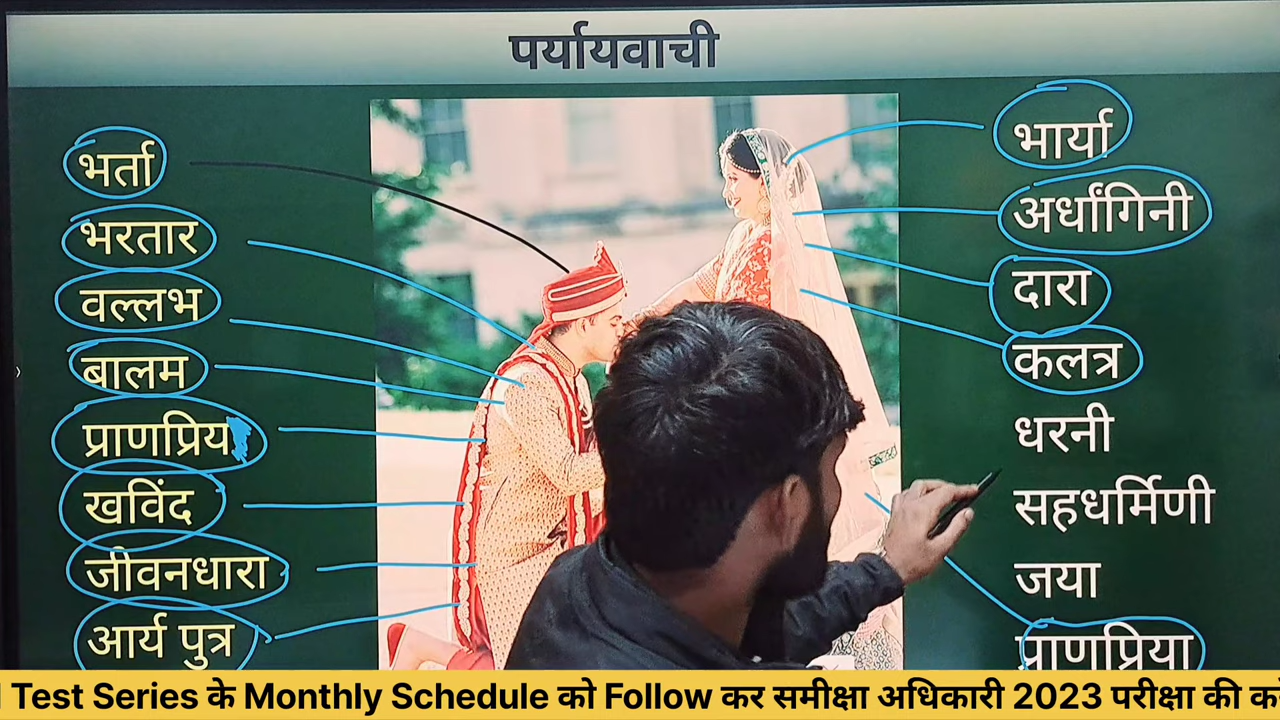 पर्यायवाची
भर्ता
भरतार
वल्लभ
बालम
प्राणप्रिय
खविंद
जीवनधारा
आर्य पुत्र
भार्या
अर्धांगिनी
दारा
कलत्र
धरनी
सहधर्मिणी
जया
प्राणप्रिया
Test Series के Monthly Schedule को Follow कर समीक्षा अधिकारी 2023 परीक्षा की